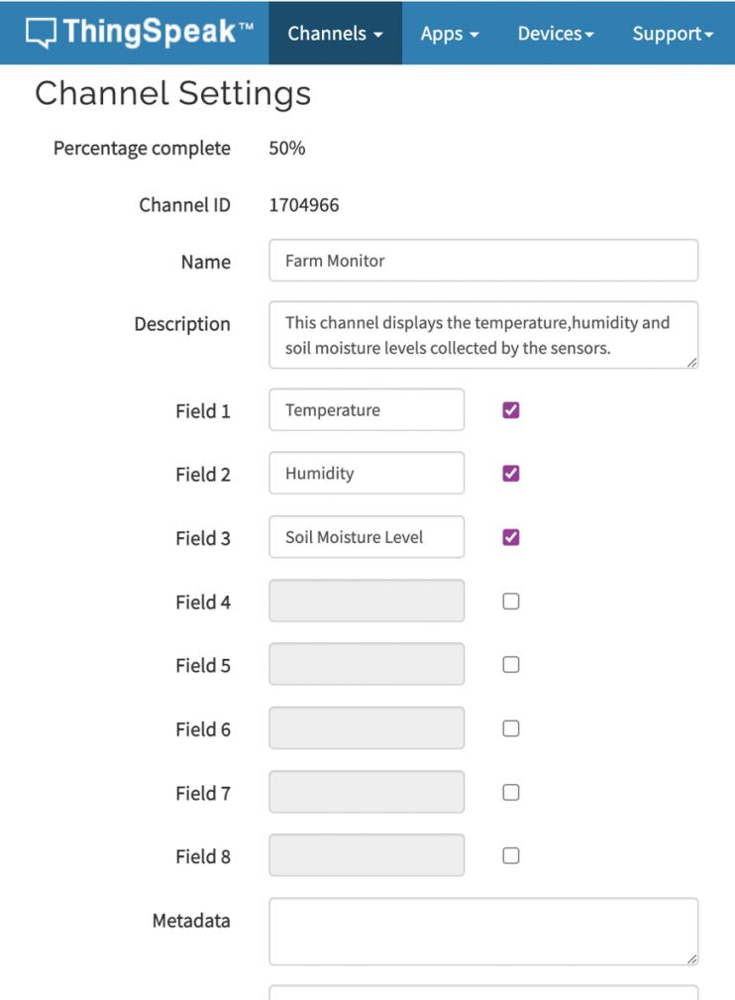 ThingSpeak™ Channels Apps Devices Support
Channel Settings
Percentage complete 50%
Channel ID 1704966
Name Farm Monitor
Description This channel displays the temperature,humidity and
soil moisture levels collected by the sensors.
Field 1 Temperature
Field 2 Humidity
Field 3 Soil Moisture Level
Field 4
Field 5
Field 6
Field 7
Field 8
Metadata